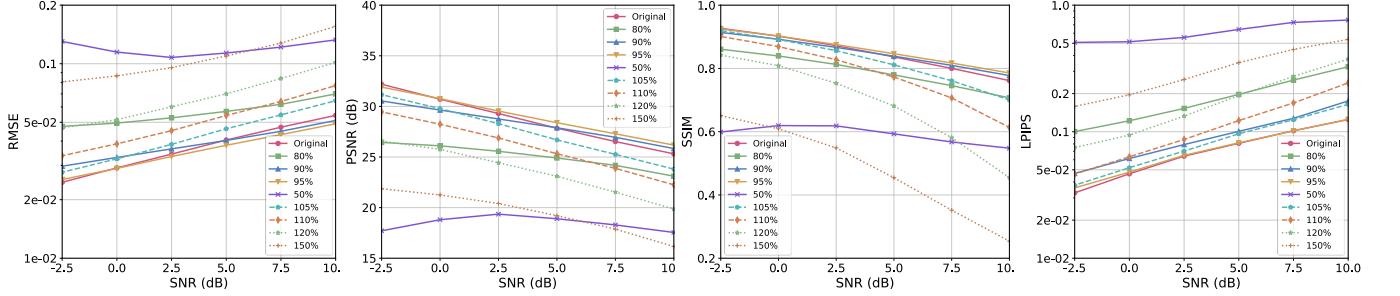 0.2
0.1
5e-02
2e-02
1e-02
RMSE
−2.5 0.0 2.5 5.0 7.5 10.
SNR (dB)
Original
80%
90%
95%
50%
105%
110%
120%
150%
40
35
30
25
20
15
PSNR (dB)
−2.5 0.0 2.5 5.0 7.5 10.
SNR (dB)
Original
80%
90%
95%
50%
105%
110%
120%
150%
1.0
0.8
0.6
0.4
0.2
SSIM
−2.5 0.0 2.5 5.0 7.5 10.
SNR (dB)
Original
80%
90%
95%
50%
105%
110%
120%
150%
1.0
0.5
0.2
0.1
5e-02
2e-02
1e-02
LPIPS
−2.5 0.0 2.5 5.0 7.5 10.0
SNR (dB)
Original
80%
90%
95%
50%
105%
110%
120%
150%